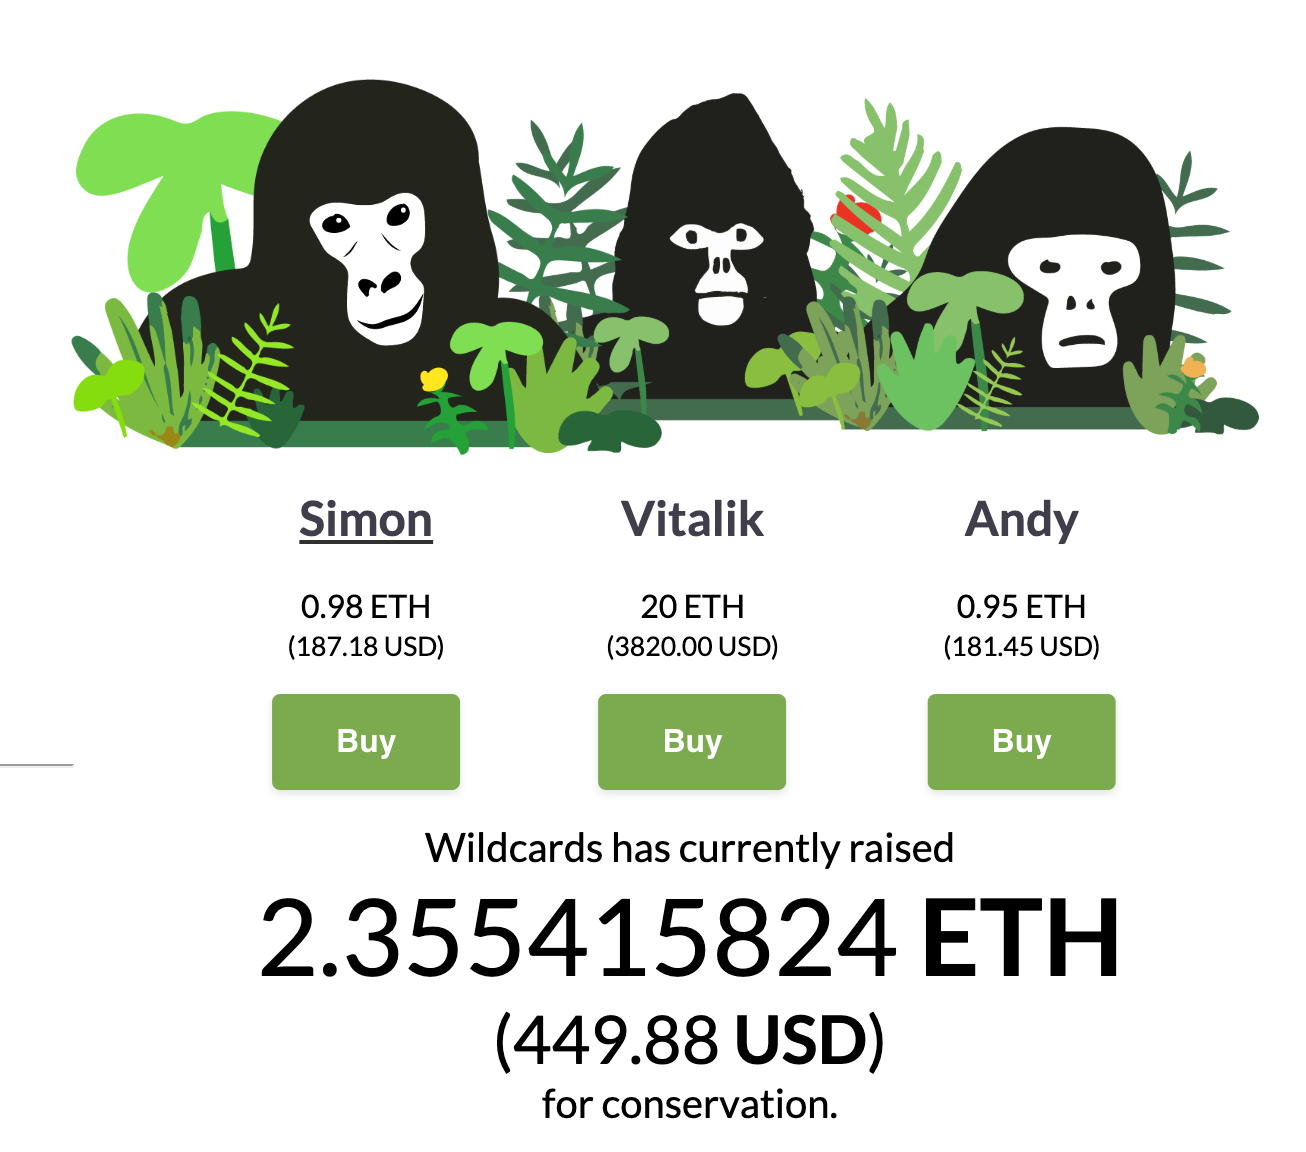 Simon
Vitalik
Andy
0.98 ETH
(187.18 USD)
20 ETH
(3820.00 USD)
0.95 ETH
(181.45 USD)
Buy
Buy
Buy
Wildcards has currently raised
2.355415824 ETH
(449.88 USD)
for conservation.